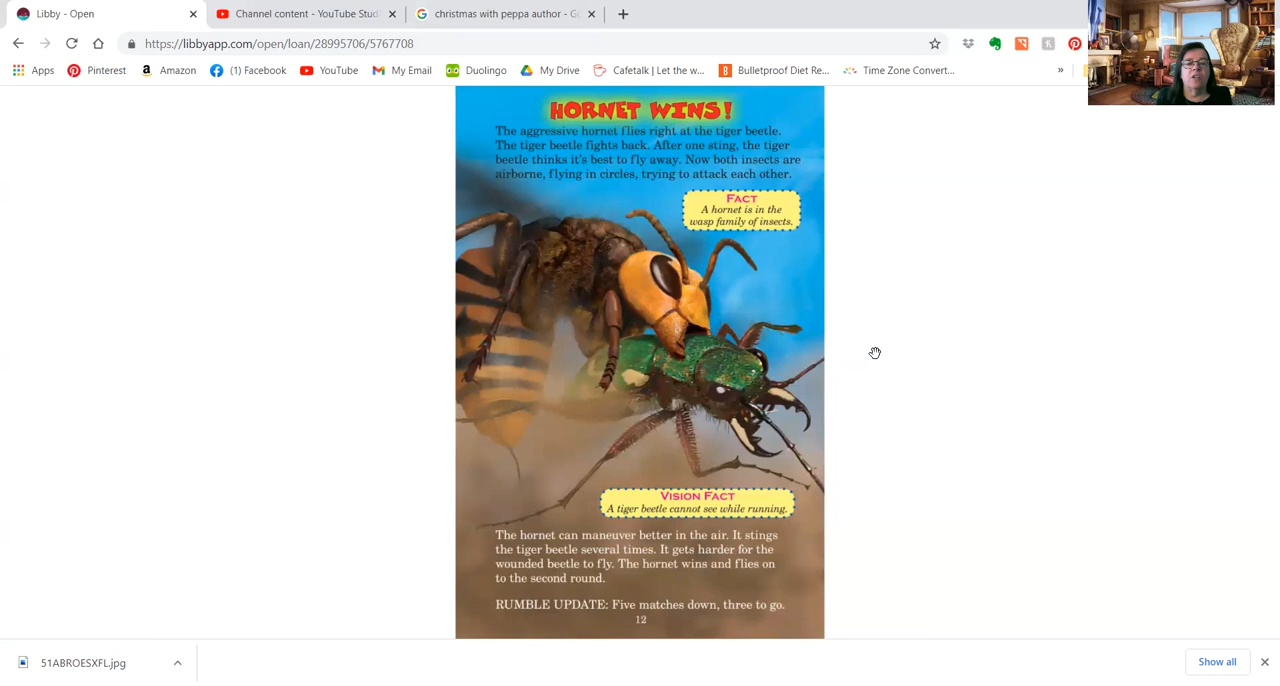 Libby - Open
Channel content - YouTube Studi
christmas with peppa author - Go
https://libbyapp.com/open/loan/28995706/5767708
Apps
Pinterest
Amazon
(1) Facebook
YouTube
My Email
Duolingo
My Drive
Cafetalk | Let the w...
Bulletproof Diet Re...
Time Zone Convert...
»
HORNET WINS!
The aggressive hornet flies right at the tiger beetle.
The tiger beetle fights back. After one sting, the tiger
beetle thinks it's best to fly away. Now both insects are
airborne, flying in circles, trying to attack each other.
FACT
A hornet is in the
wasp family of insects.
VISION FACT
A tiger beetle cannot see while running.
The hornet can maneuver better in the air. It stings
the tiger beetle several times. It gets harder for the
wounded beetle to fly. The hornet wins and flies on
to the second round.
RUMBLE UPDATE: Five matches down, three to go.
12
51ABROESXFL.jpg
Show all